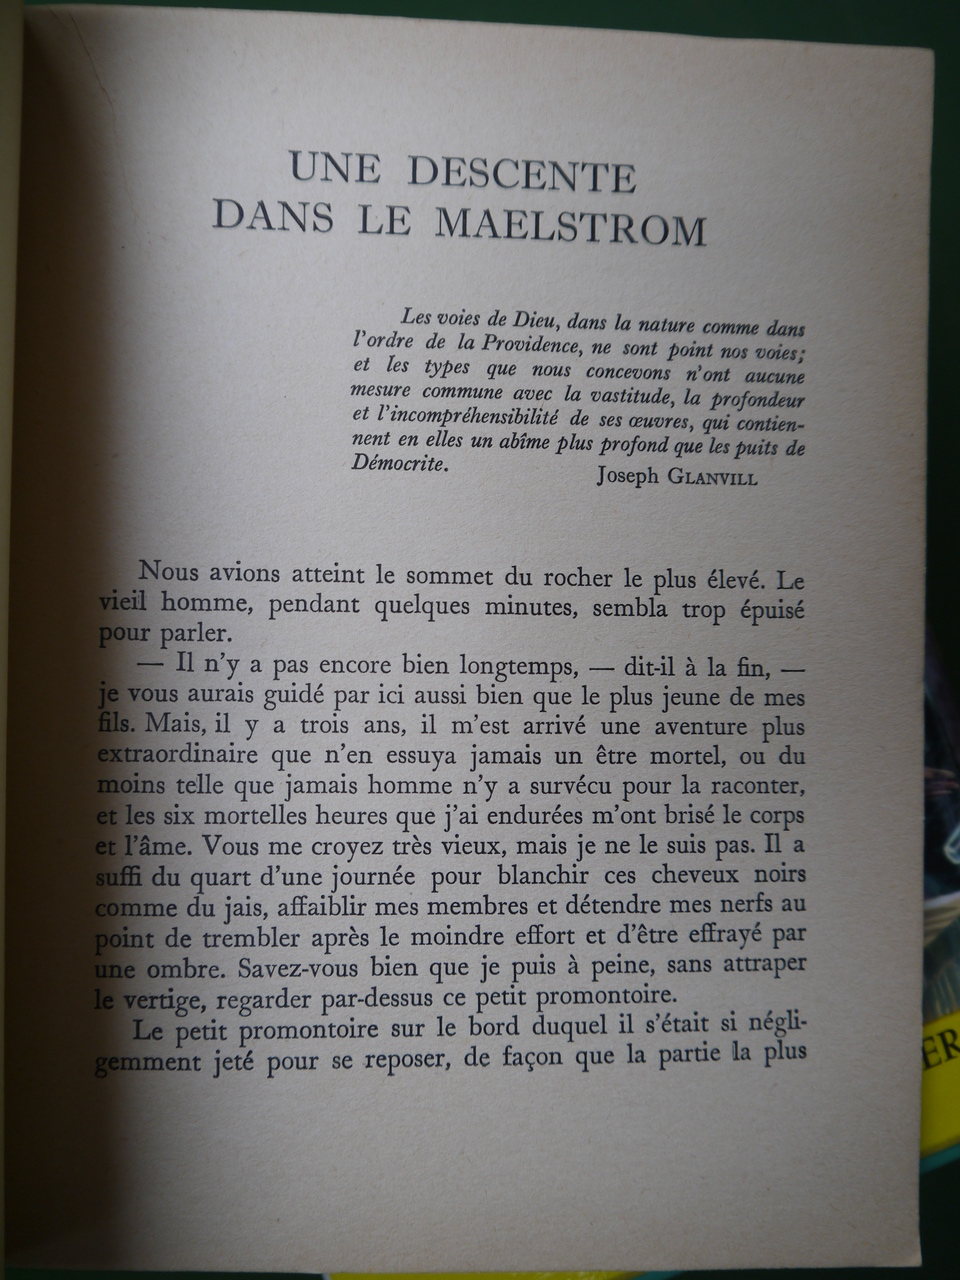 UNE DESCENTE
DANS LE MAELSTROM
Les voies de Dieu, dans la nature comme dans
l'ordre de la Providence, ne sont point nos voies;
et les types que nous concevons n'ont aucune
mesure commune avec la vastitude, la profondeur
et l'incompréhensibilité de ses œuvres, qui contien-
nent en elles un abîme plus profond que les puits de
Démocrite.
Joseph GLANVILL
Nous avions atteint le sommet du rocher le plus élevé. Le
vieil homme, pendant quelques minutes, sembla trop épuisé
pour parler.
— Il n'y a pas encore bien longtemps, — dit-il à la fin, —
je vous aurais guidé par ici aussi bien que le plus jeune de mes
fils. Mais, il y a trois ans, il m'est arrivé une aventure plus
extraordinaire que n'en essuya jamais un être mortel, ou du
moins telle que jamais homme n'y a survécu pour la raconter,
et les six mortelles heures que j'ai endurées m'ont brisé le corps
et l'âme. Vous me croyez très vieux, mais je ne le suis pas. Il a
suffi du quart d'une journée pour blanchir ces cheveux noirs
comme du jais, affaiblir mes membres et détendre mes nerfs au
point de trembler après le moindre effort et d'être effrayé par
une ombre. Savez-vous bien que je puis à peine, sans attraper
le vertige, regarder par-dessus ce petit promontoire.
Le petit promontoire sur le bord duquel il s'était si négli-
gemment jeté pour se reposer, de façon que la partie la plus
ER